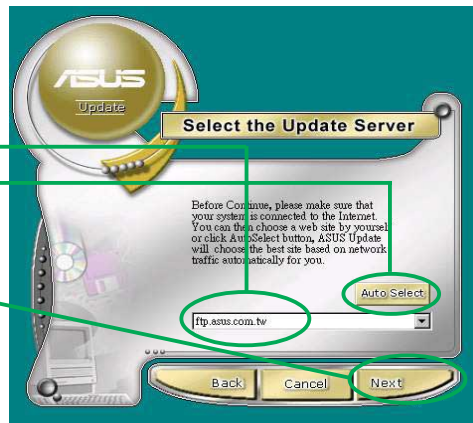 ASUS
Update
Select the Update Server
Before Continue, please make sure that
your system is connected to the Internet.
You can then choose a web site by yourself
or click AutoSelect button, ASUS Update
will choose the best site based on network
traffic automatically for you.
Auto Select
ftp.asus.com.tw
Back
Cancel
Next